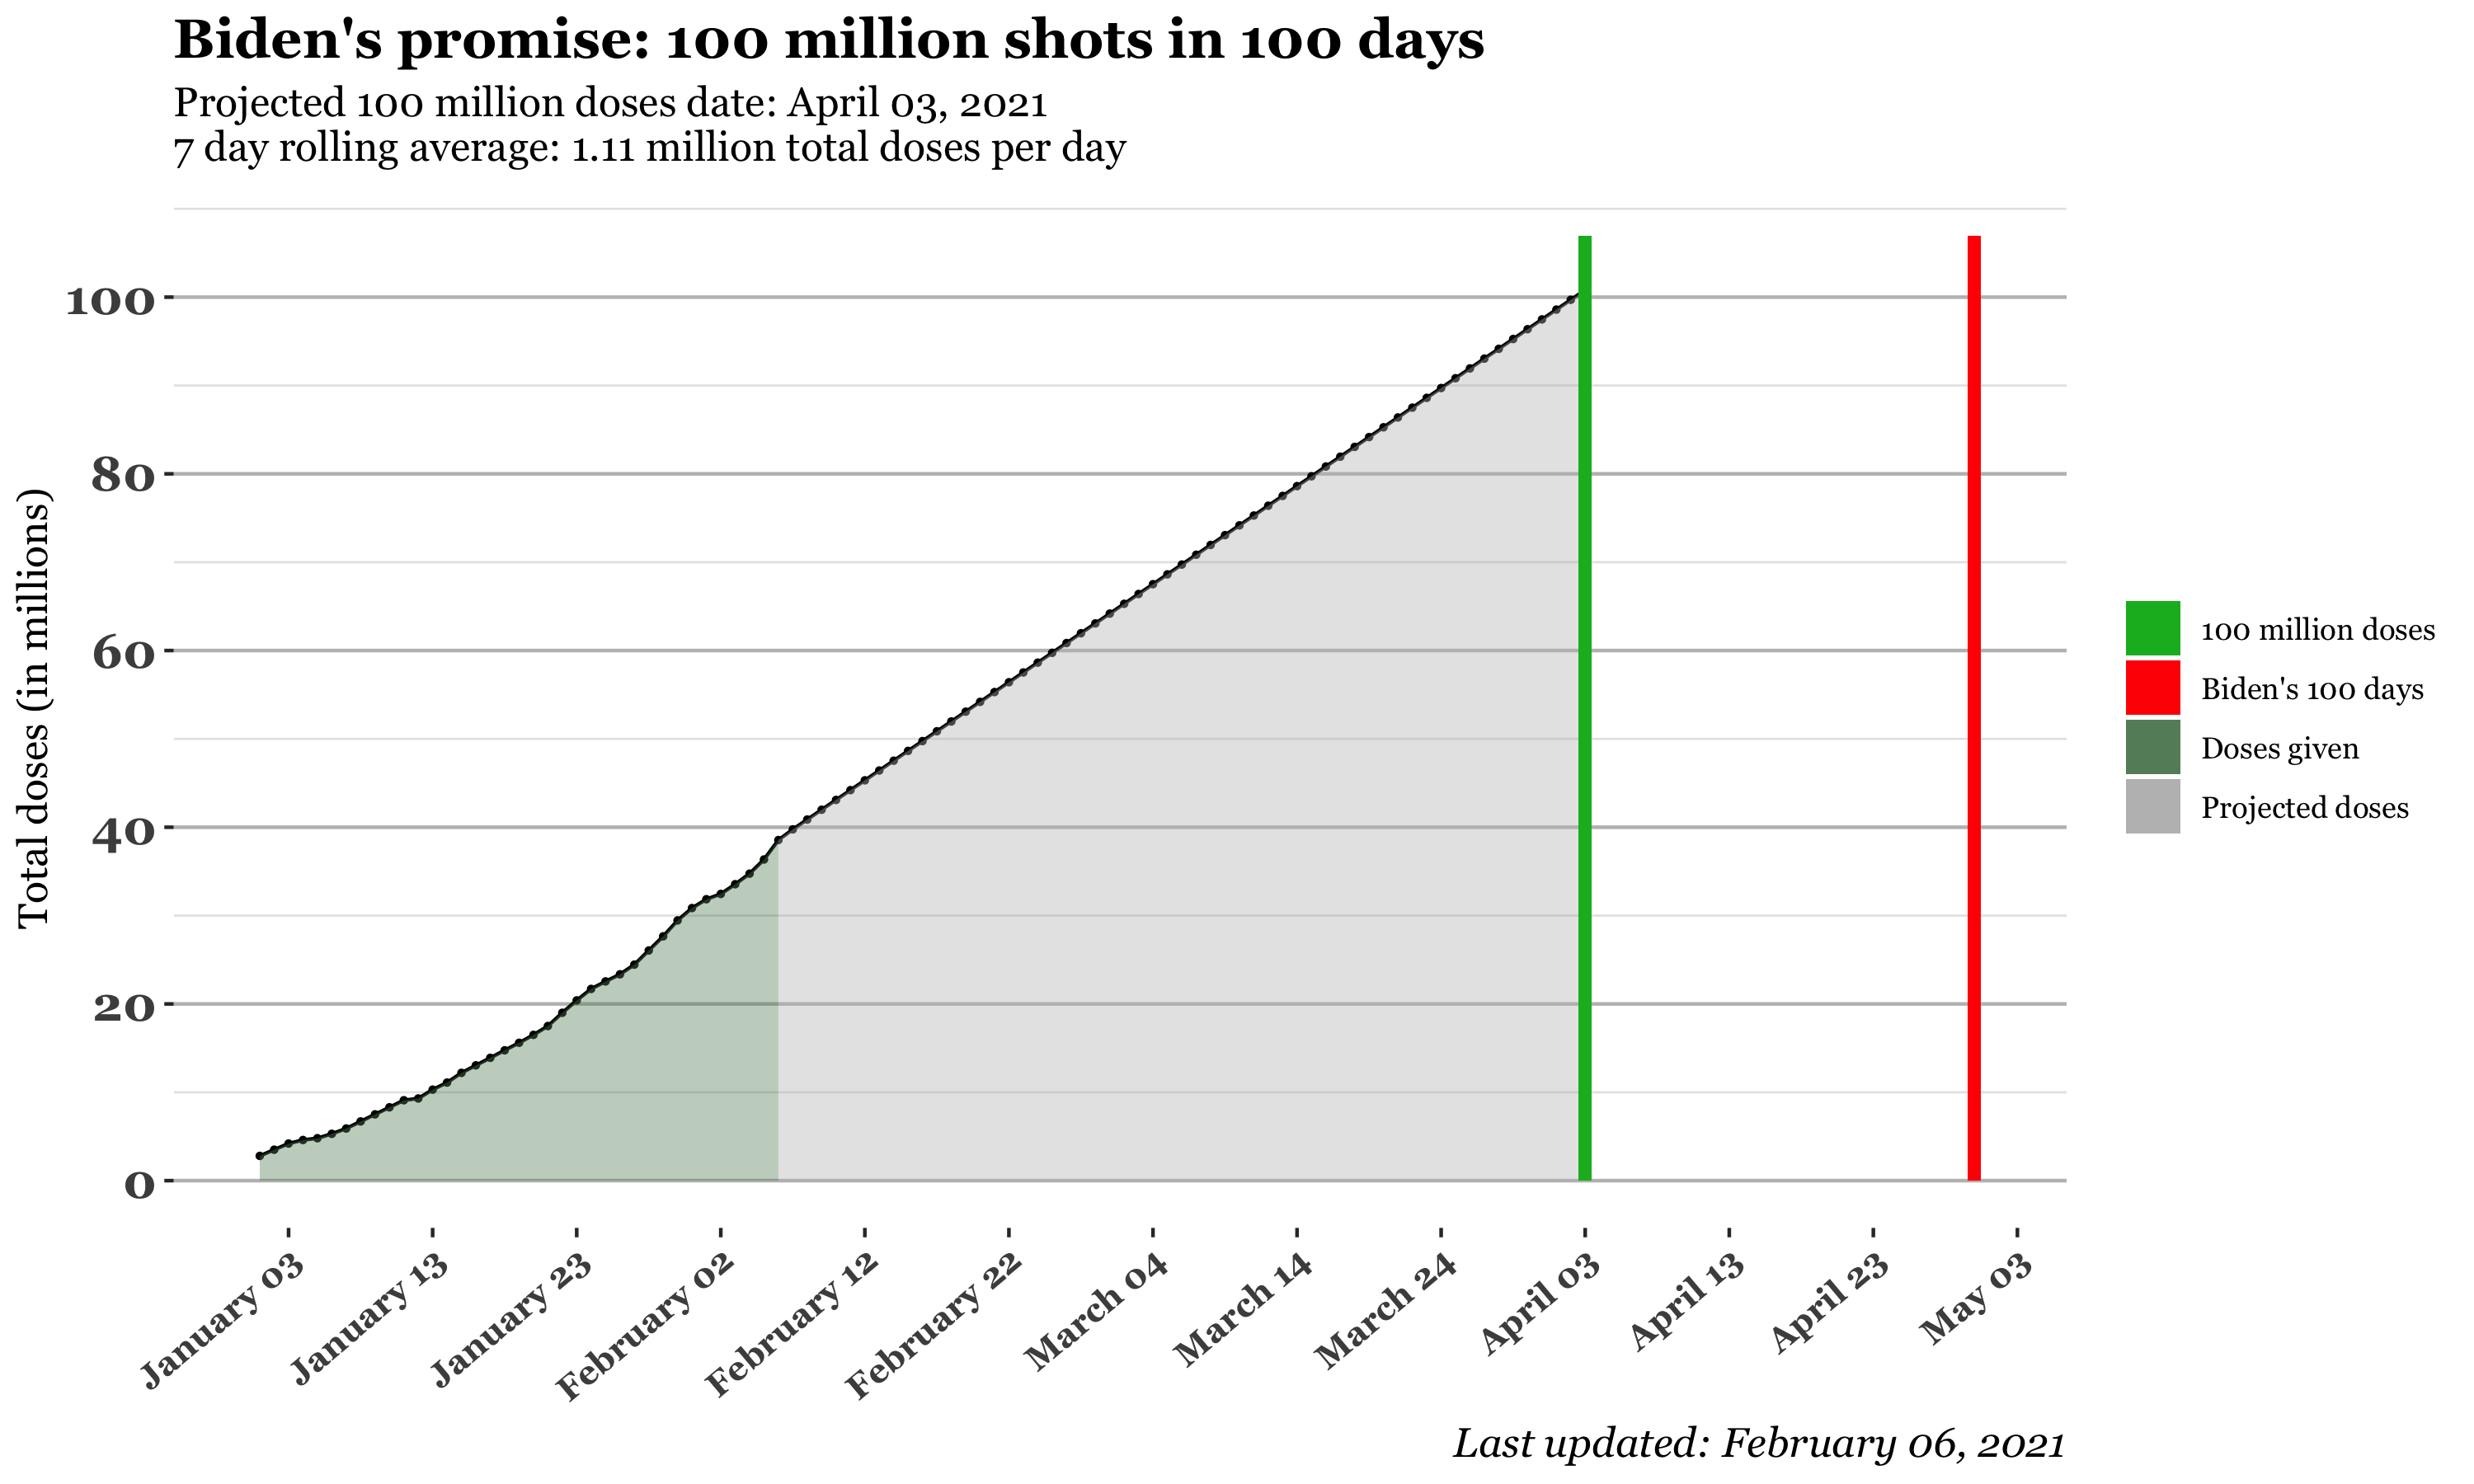 Biden's promise: 100 million shots in 100 days
Projected 100 million doses date: April 03, 2021
7 day rolling average: 1.11 million total doses per day
Total doses (in millions)
100
80
60
40
20
0
January 03
January 13
January 23
February 02
February 12
February 22
March 04
March 14
March 24
April 03
April 13
April 23
May 03
100 million doses
Biden's 100 days
Doses given
Projected doses
Last updated: February 06, 2021